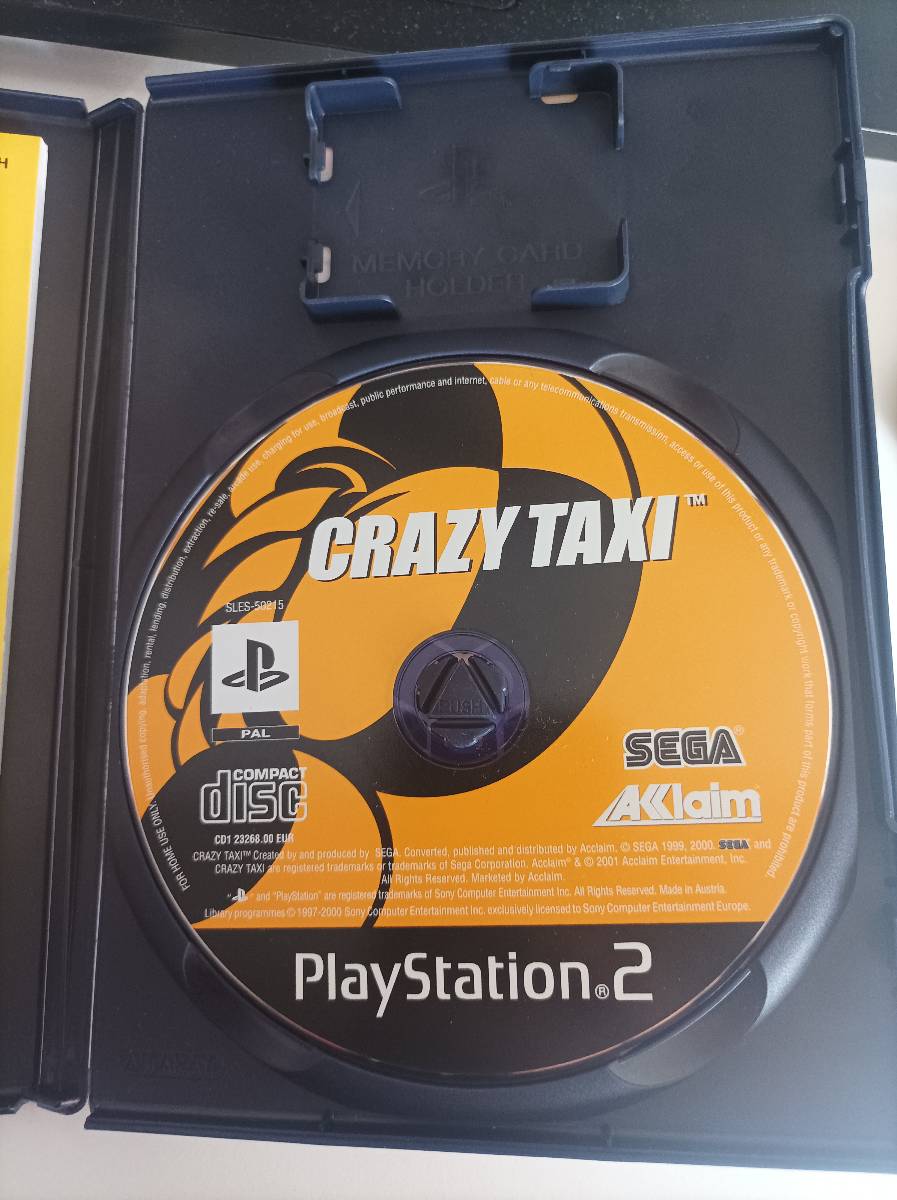 H
MEMORY CARD
HOLDER
FOR HOME USE ONLY. Unauthorised copying, adaptation, rental, lending, distribution, extraction, re-sale, arcade use, charging for use, broadcast, public performance and internet, cable or any telecommunications transmission, access or use of this product or any trademark or copyright work that forms part of this product are prohibited.
CRAZY TAXI™
SLES-50215
PAL
PUSH
SEGA®
COMPACT
disc
AKKlaim
CD1 23268.00 EUR
CRAZY TAXI™ Created by and produced by SEGA. Converted, published and distributed by Acclaim. © SEGA 1999, 2000. SEGA and
CRAZY TAXI are registered trademarks or trademarks of Sega Corporation. Acclaim® & © 2001 Acclaim Entertainment, Inc.
All Rights Reserved. Marketed by Acclaim.
" " and "PlayStation" are registered trademarks of Sony Computer Entertainment Inc. All Rights Reserved. Made in Austria.
Library programmes © 1997-2000 Sony Computer Entertainment Inc. exclusively licensed to Sony Computer Entertainment Europe.
PlayStation®2